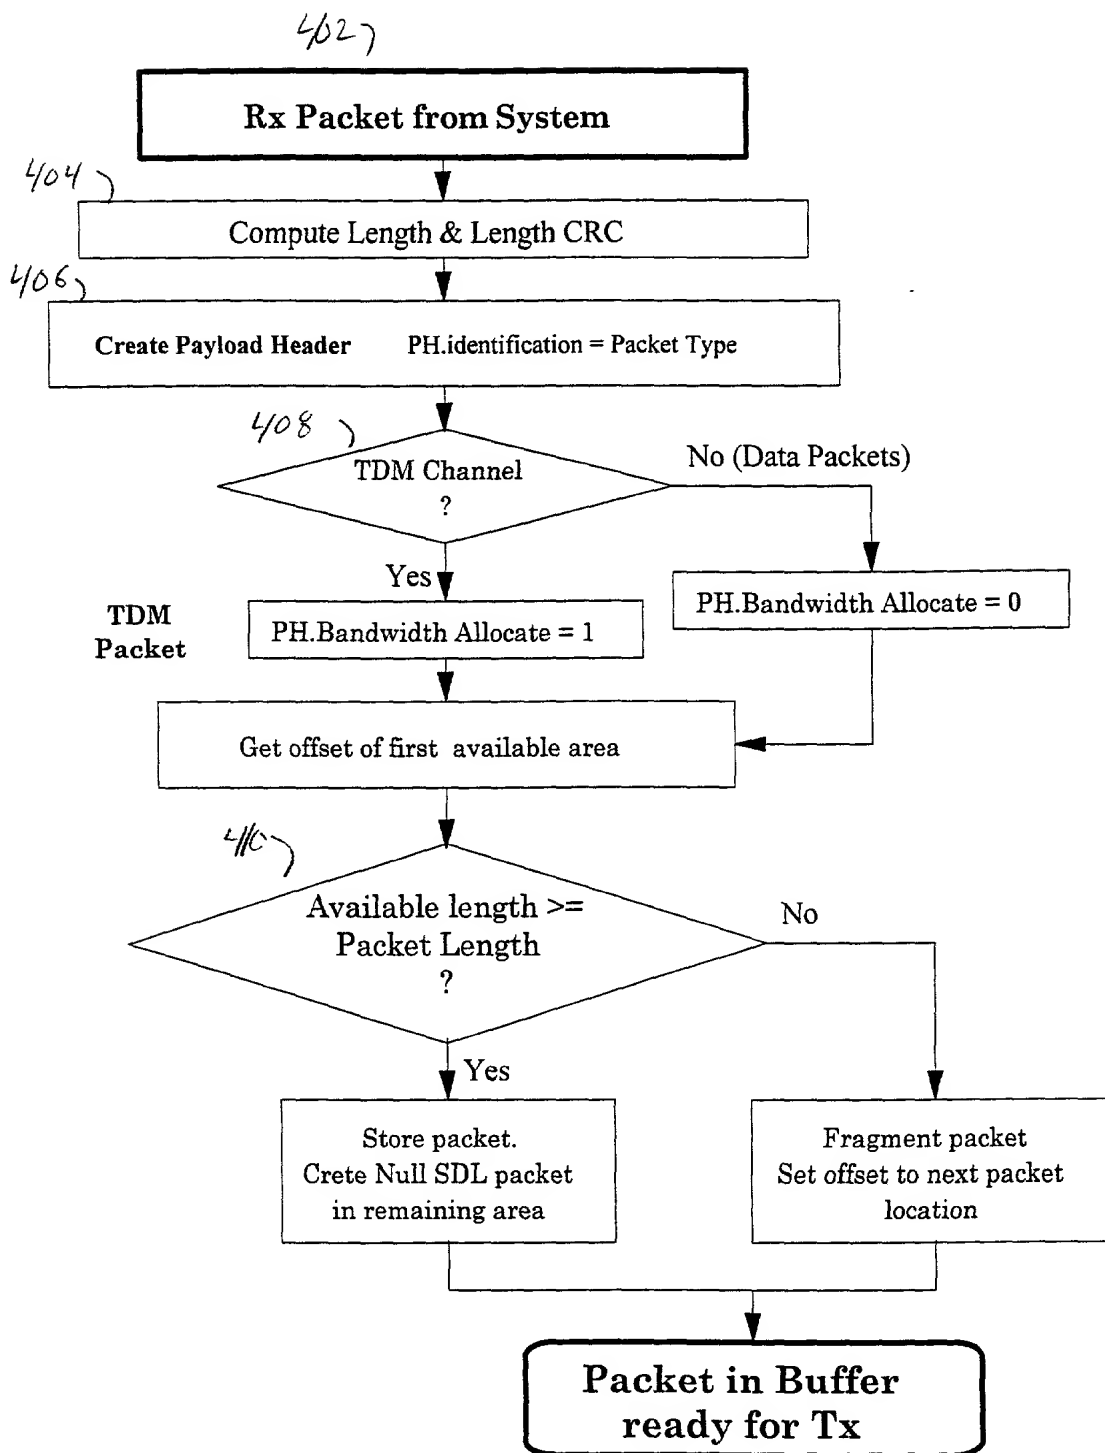 402
Rx Packet from System
404
Compute Length & Length CRC
406
Create Payload Header PH.identification = Packet Type
408
TDM Channel
?
No (Data Packets)
Yes
TDM
Packet
PH.Bandwidth Allocate = 1
PH.Bandwidth Allocate = 0
Get offset of first available area
410
Available length >=
Packet Length
?
No
Yes
Store packet.
Crete Null SDL packet
in remaining area
Fragment packet
Set offset to next packet
location
Packet in Buffer
ready for Tx